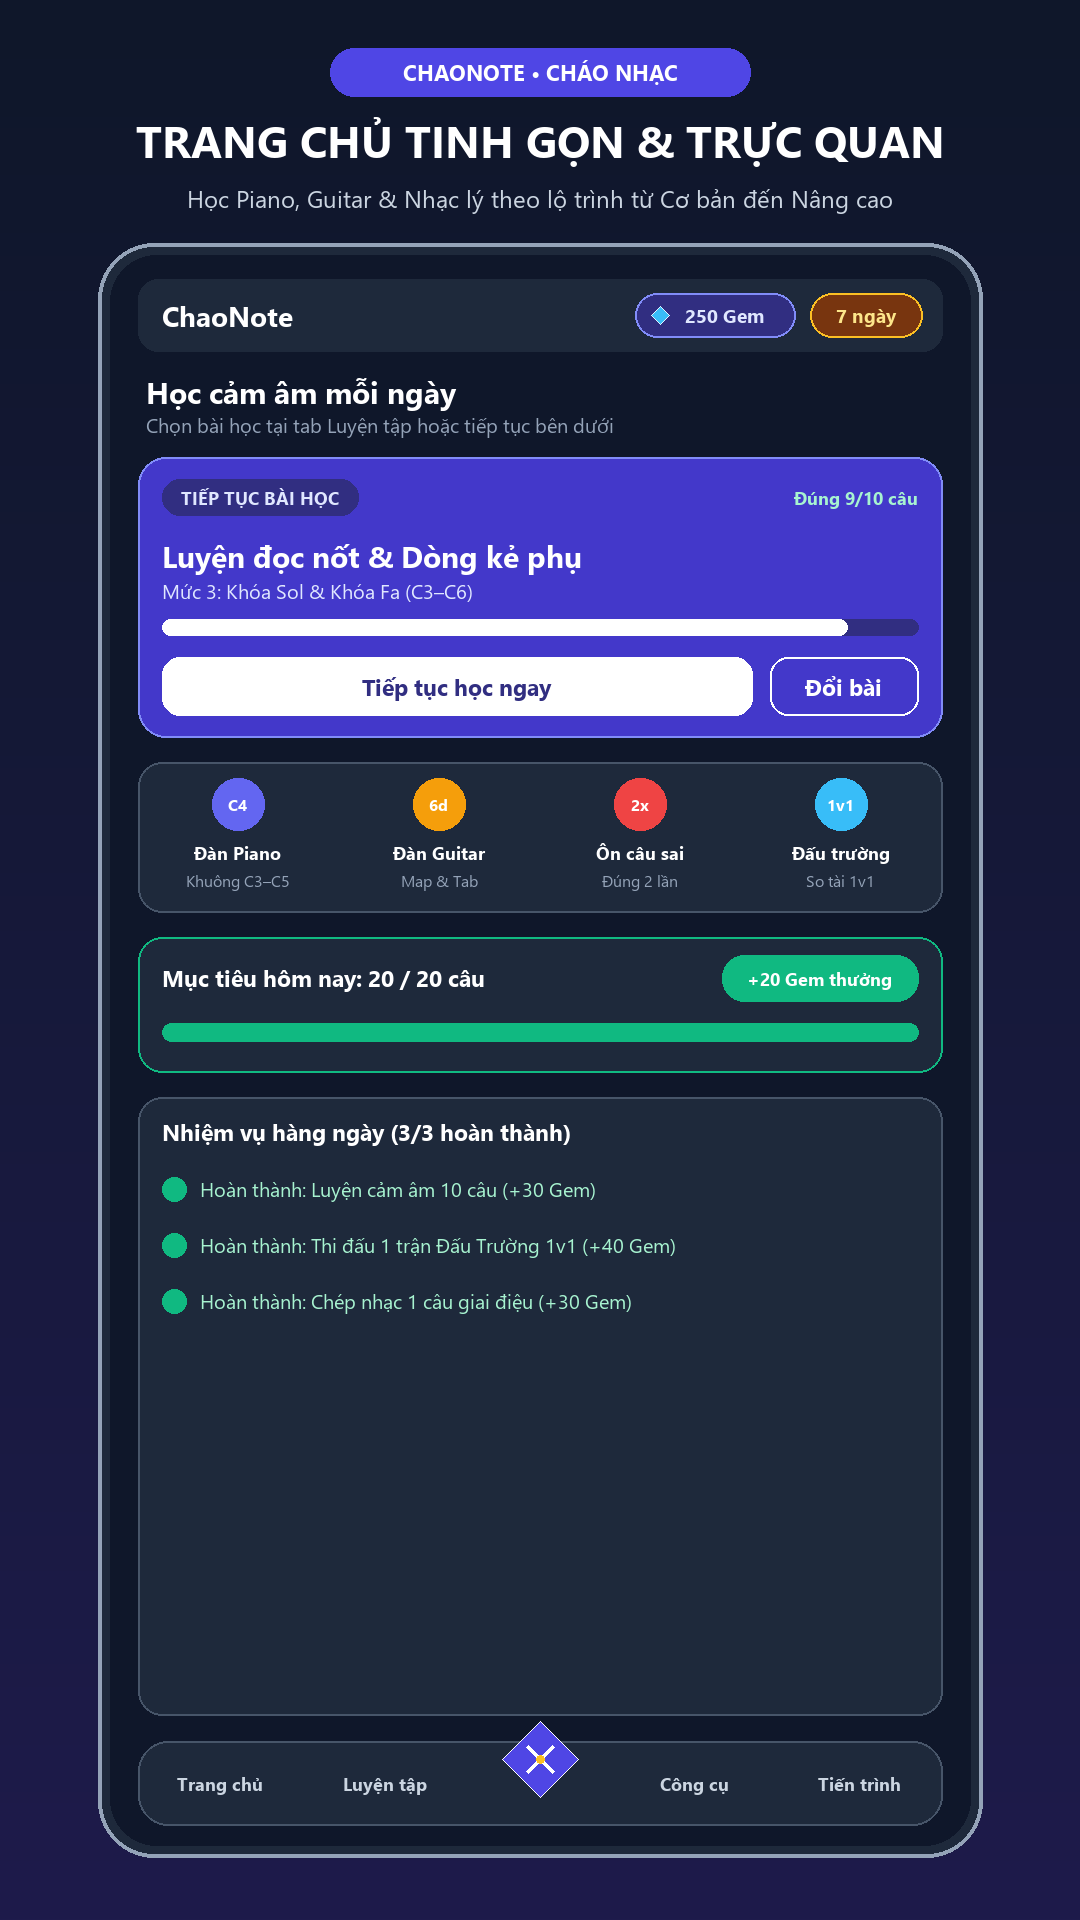 CHAONOTE • CHÁO NHẠC
TRANG CHỦ TINH GỌN & TRỰC QUAN
Học Piano, Guitar & Nhạc lý theo lộ trình từ Cơ bản đến Nâng cao
ChaoNote
250 Gem
7 ngày
Học cảm âm mỗi ngày
Chọn bài học tại tab Luyện tập hoặc tiếp tục bên dưới
TIẾP TỤC BÀI HỌC
Đúng 9/10 câu
Luyện đọc nốt & Dòng kẻ phụ
Mức 3: Khóa Sol & Khóa Fa (C3–C6)
Tiếp tục học ngay
Đổi bài
C4
Đàn Piano
Khuông C3–C5
6d
Đàn Guitar
Map & Tab
2x
Ôn câu sai
Đúng 2 lần
1v1
Đấu trường
So tài 1v1
Mục tiêu hôm nay: 20 / 20 câu
+20 Gem thưởng
Nhiệm vụ hàng ngày (3/3 hoàn thành)
Hoàn thành: Luyện cảm âm 10 câu (+30 Gem)
Hoàn thành: Thi đấu 1 trận Đấu Trường 1v1 (+40 Gem)
Hoàn thành: Chép nhạc 1 câu giai điệu (+30 Gem)
Trang chủ
Luyện tập
Công cụ
Tiến trình